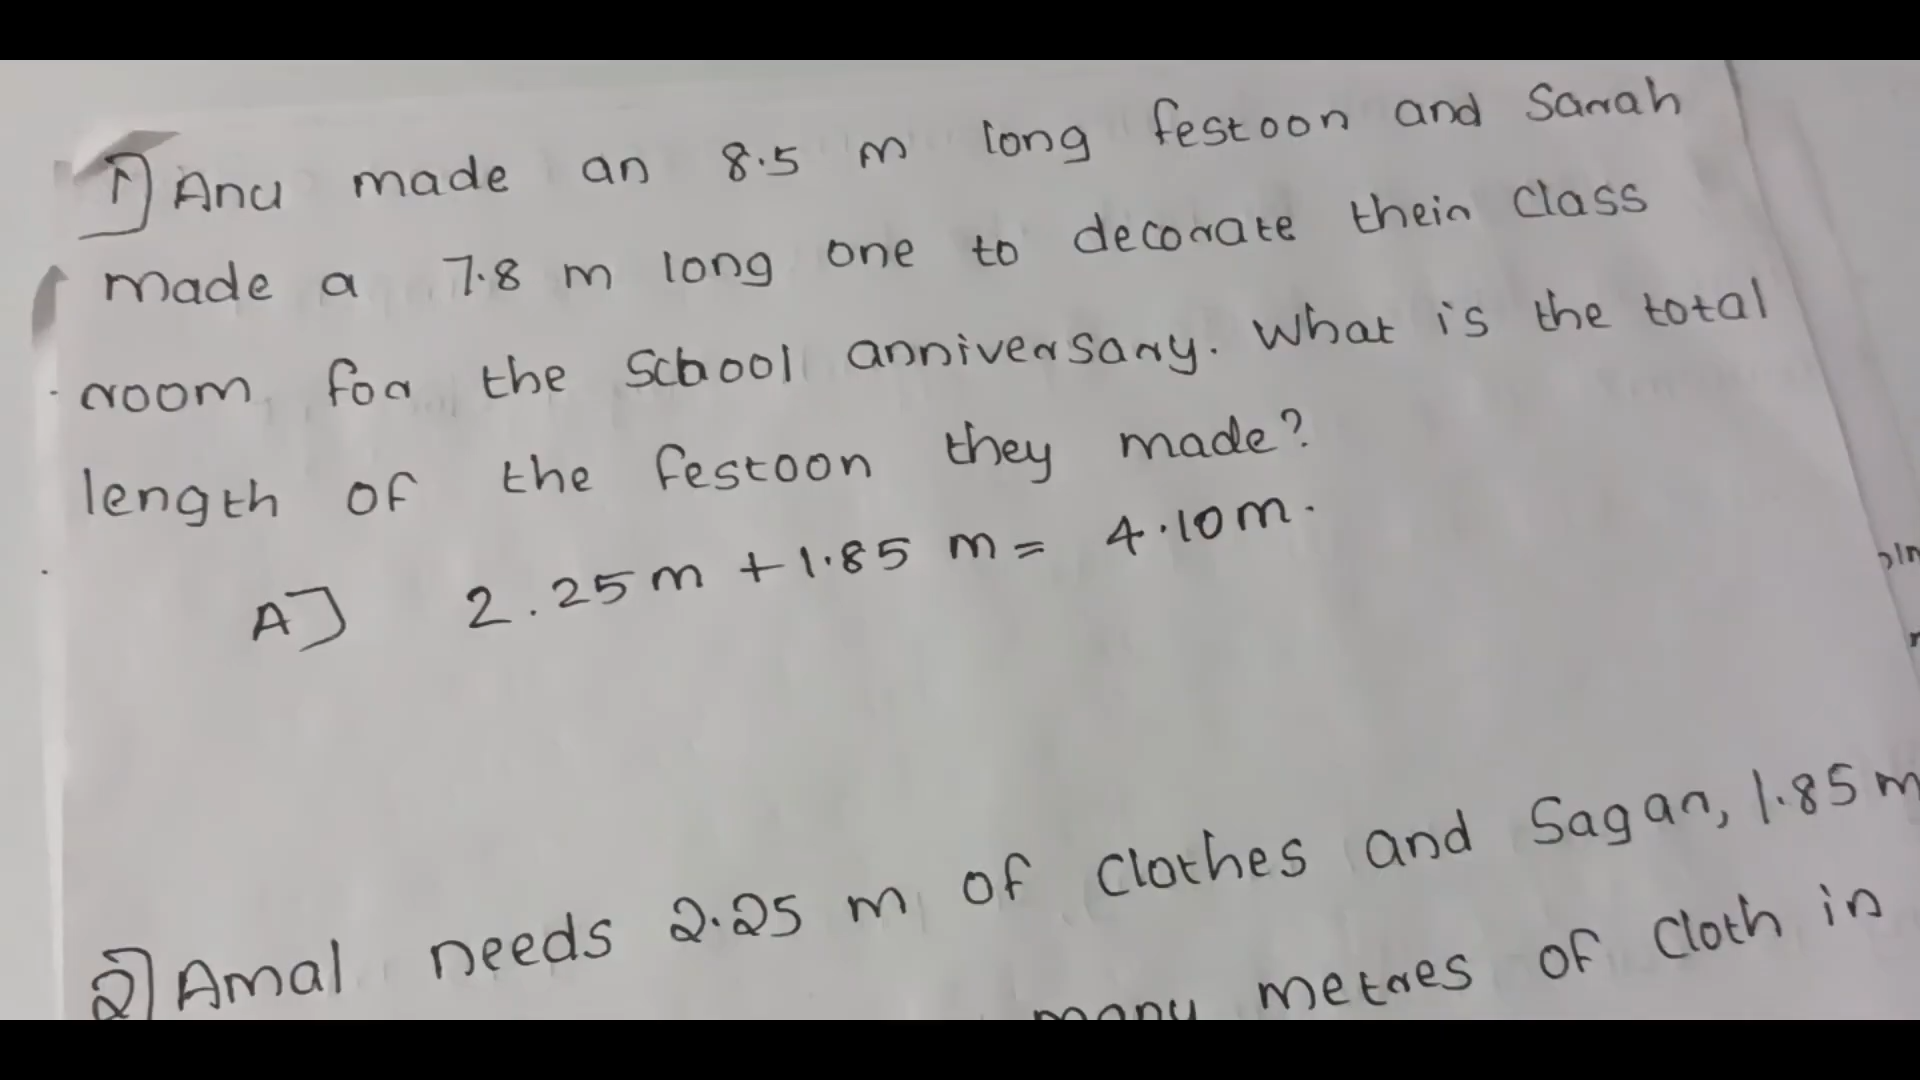 1] Anu made an 8.5 m long festoon and Sarah
made a 7.8 m long one to decorate their class
room for the School anniversary. What is the total
length of the festoon they made?
A] 2.25 m + 1.85 m = 4.10 m.
2] Amal needs 2.25 m of clothes and Sagar, 1.85 m
many metres of cloth in